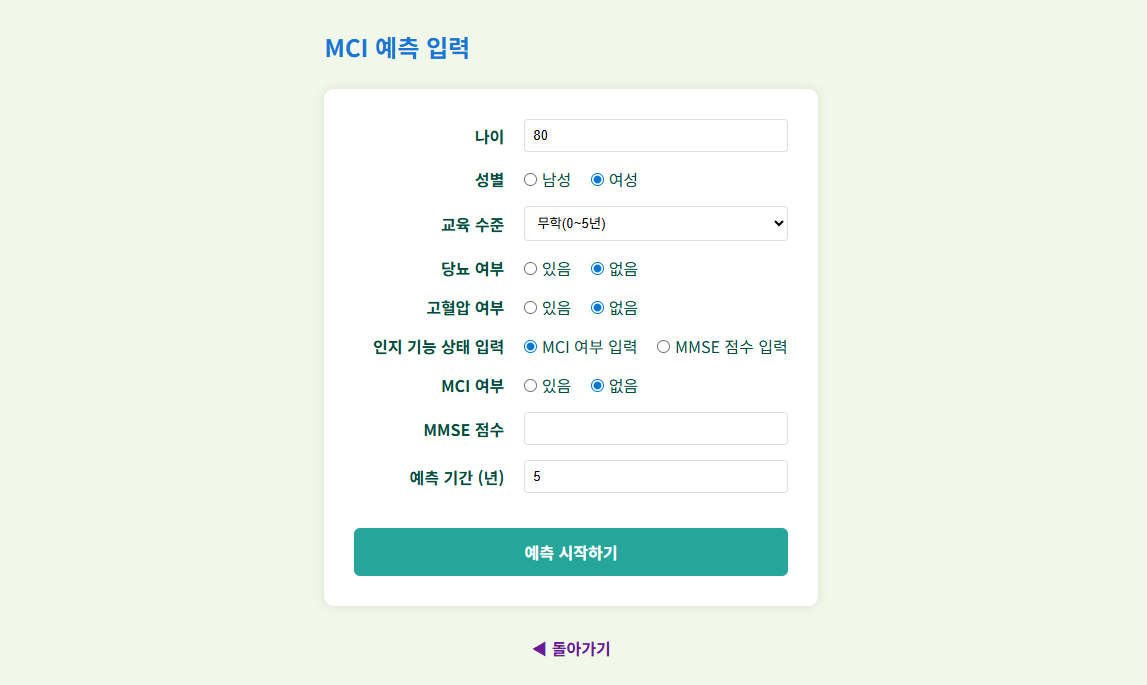 MCI 예측 입력
나이 80
성별 남성 여성
교육 수준 무학(0~5년)
당뇨 여부 있음 없음
고혈압 여부 있음 없음
인지 기능 상태 입력 MCI 여부 입력 MMSE 점수 입력
MCI 여부 있음 없음
MMSE 점수
예측 기간 (년) 5
예측 시작하기
◀ 돌아가기